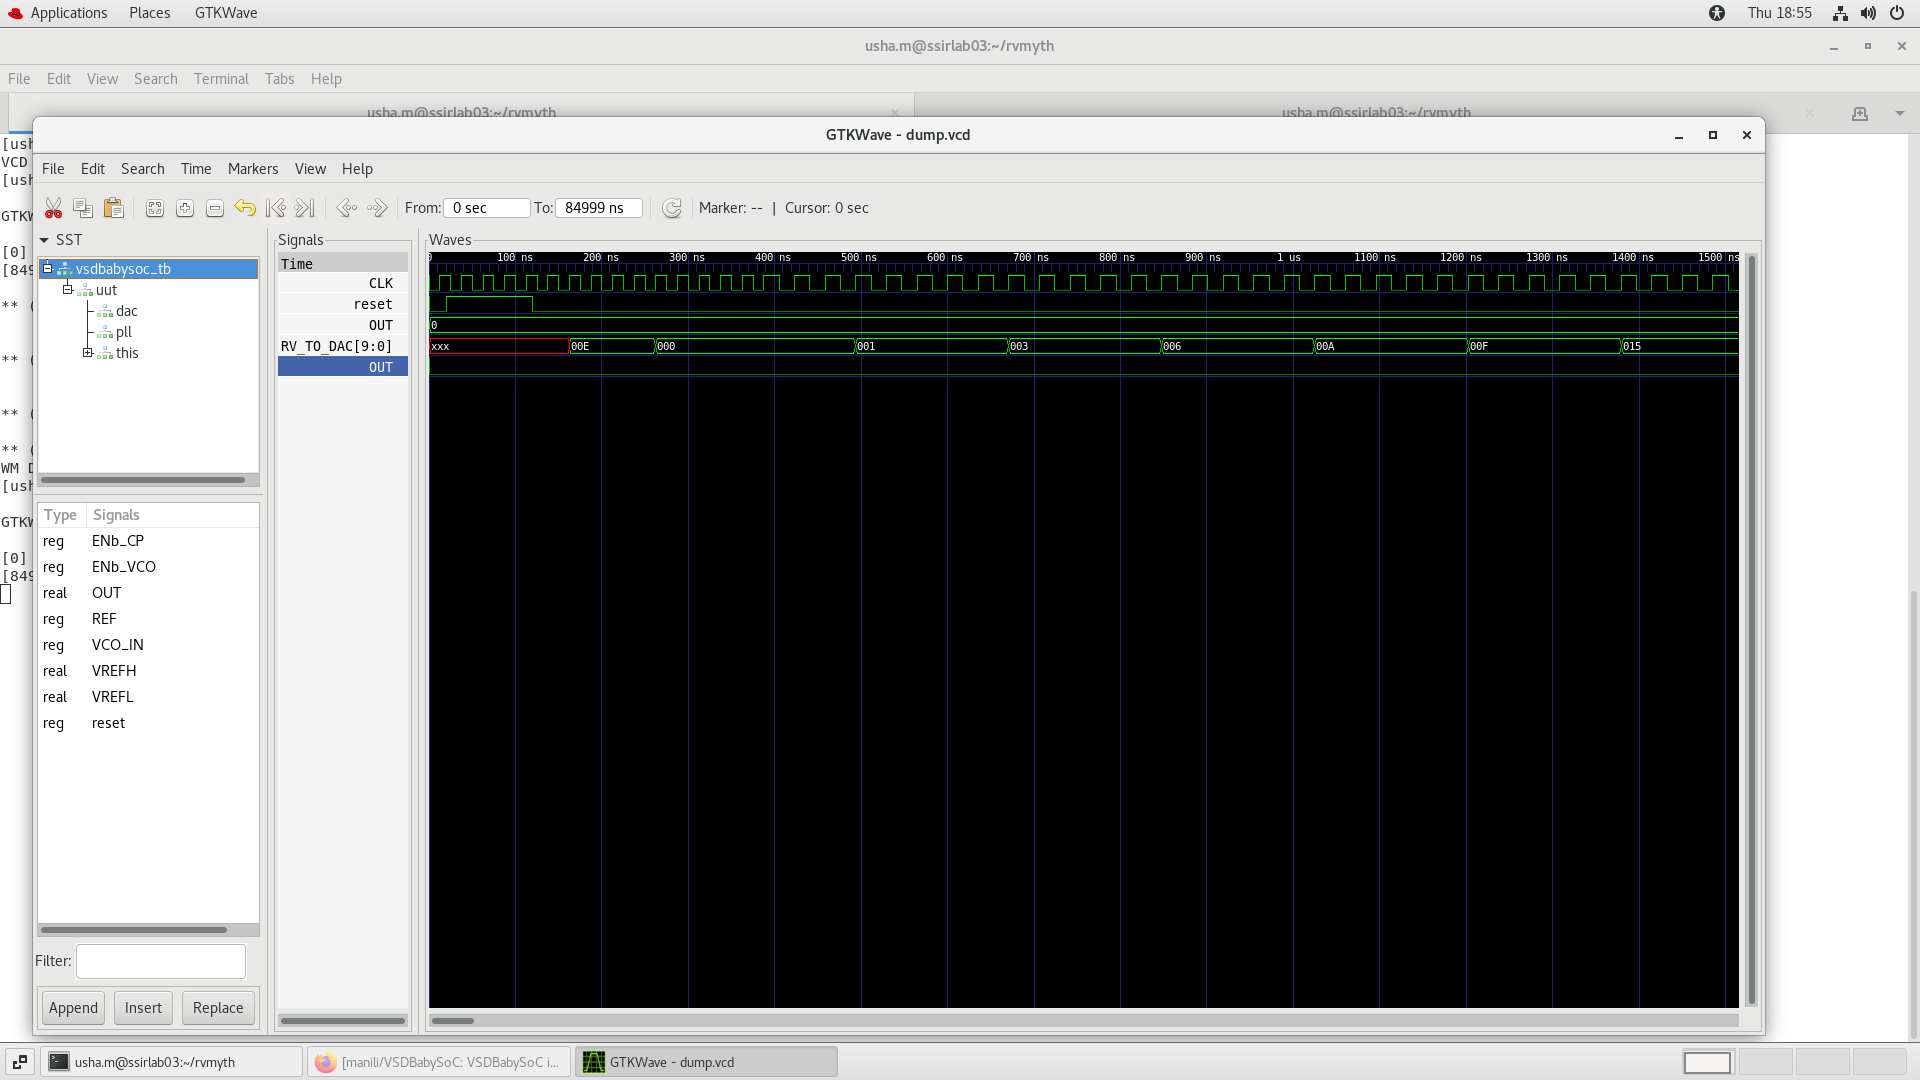 Applications Places GTKWave Thu 18:55
usha.m@ssirlab03:~/rvmyth
File Edit View Search Terminal Tabs Help
usha.m@ssirlab03:~/rvmyth usha.m@ssirlab03:~/rvmyth
GTKWave - dump.vcd
File Edit Search Time Markers View Help
From: 0 sec To: 84999 ns Marker: -- | Cursor: 0 sec
[ush
VCD
[ush
GTKW
[0]
[849
** (
** (
** (
** (
WM D
[ush
GTKW
[0]
[849
SST
vsdbabysoc_tb
uut
dac
pll
this
Type Signals
reg ENb_CP
reg ENb_VCO
real OUT
reg REF
reg VCO_IN
real VREFH
real VREFL
reg reset
Filter:
Append Insert Replace
Signals
Time
CLK
reset
OUT
RV_TO_DAC[9:0]
OUT
Waves
0 100 ns 200 ns 300 ns 400 ns 500 ns 600 ns 700 ns 800 ns 900 ns 1 us 1100 ns 1200 ns 1300 ns 1400 ns 1500 ns
0
xxx 00E 000 001 003 006 00A 00F 015
usha.m@ssirlab03:~/rvmyth [manili/VSDBabySoC: VSDBabySoC i... GTKWave - dump.vcd